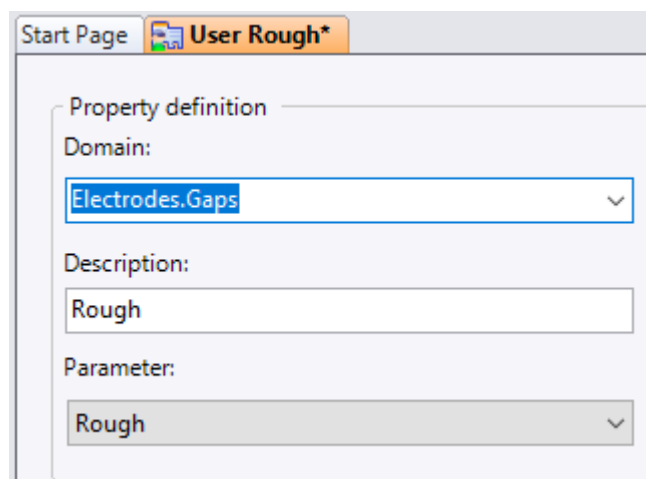 Start Page User Rough*
Property definition
Domain:
Electrodes.Gaps
Description:
Rough
Parameter:
Rough